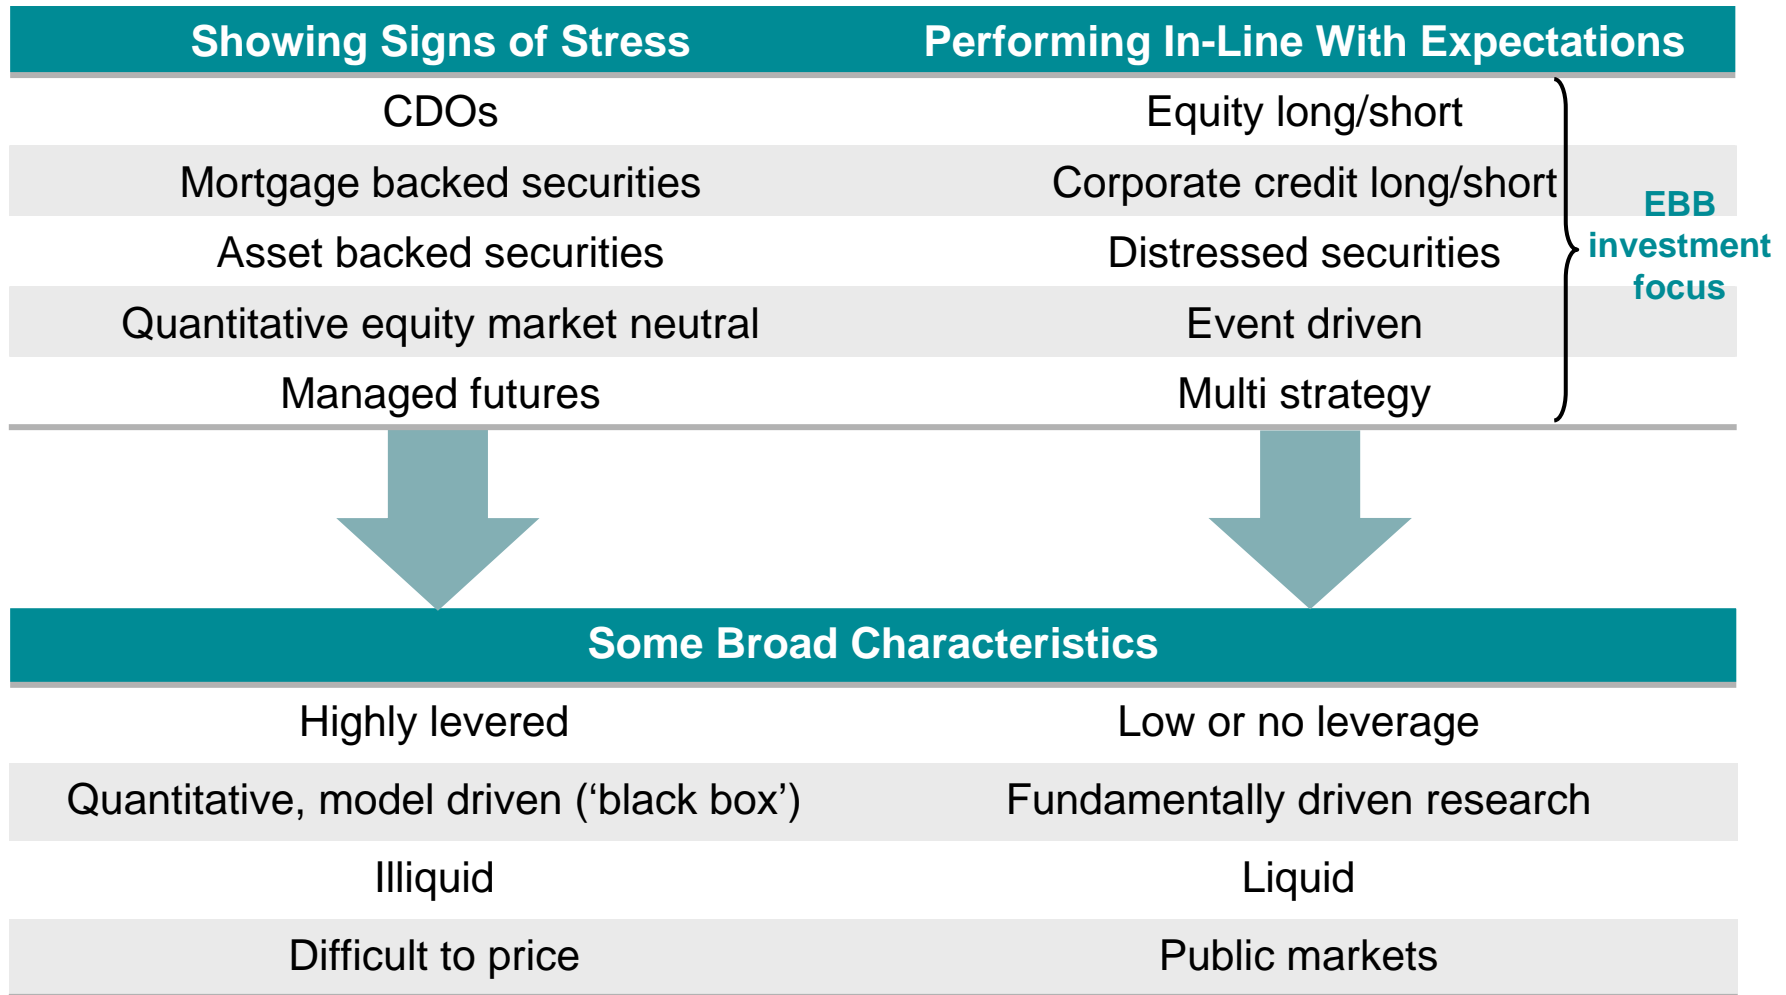 Showing Signs of Stress Performing In-Line With Expectations
CDOs Equity long/short
Mortgage backed securities Corporate credit long/short
Asset backed securities Distressed securities
Quantitative equity market neutral Event driven
Managed futures Multi strategy
EBB
investment
focus
Some Broad Characteristics
Highly levered Low or no leverage
Quantitative, model driven (‘black box’) Fundamentally driven research
Illiquid Liquid
Difficult to price Public markets